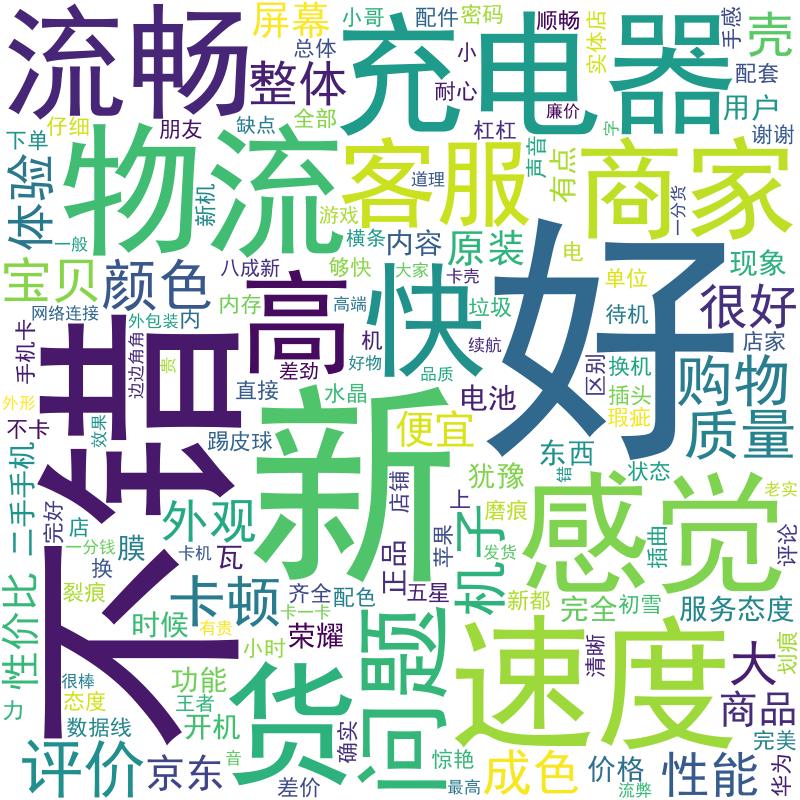 流畅
屏幕
小哥
配件
密码
顺畅
手感
壳
总体
整体
充电器
小
实体店
配套
仔细
全部
耐心
廉价
用户
下单
朋友
缺点
杠杠
字
谢谢
体验
物流
客服
声音
有点
商家
新机
道理
一分货
一般
游戏
横条
内容
原装
电
现象
宝贝
颜色
八成新
够快
大家
卡壳
单位
很好
网络连接
外包装
内
内存
高端
高
快
好
垃圾
待机
店家
手机卡
不错
边边角角
贵
差劲
机
好物
续航
品质
区别
换机
购物
外形
直接
水晶
电池
插头
不卡
效果
新
便宜
瑕疵
质量
踢皮球
东西
二手手机
外观
店铺
犹豫
错
状态
完好
店
膜
上
磨痕
感觉
老实
一分钱
卡机
瓦
正品
苹果
机子
发货
插曲
评论
换
裂痕
卡顿
齐全
配色
五星
新都
完全
初雪
服务态度
性价比
时候
有贵
卡一卡
荣耀
问题
速度
清晰
大
划痕
小时
很棒
态度
功能
王者
货
商品
力
数据线
开机
确实
完美
音
惊艳
评价
京东
差价
最高
成色
价格
流弊
性能
华为